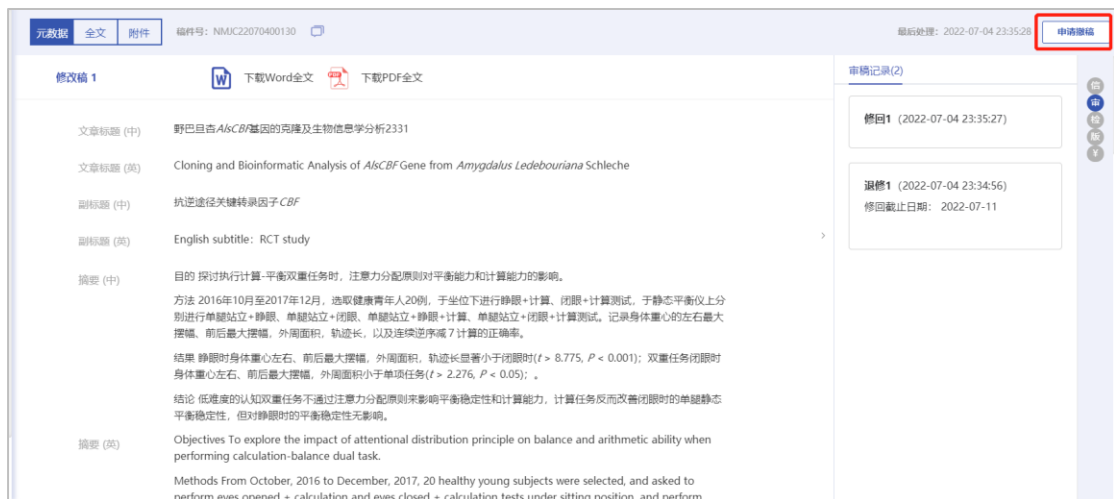 元数据 全文 附件 稿件号：NMJC22070400130 最后处理：2022-07-04 23:35:28 申请撤稿
修改稿 1 下载Word全文 下载PDF全文
文章标题 (中) 野巴旦杏AlsCBF基因的克隆及生物信息学分析2331
文章标题 (英) Cloning and Bioinformatic Analysis of AlsCBF Gene from Amygdalus Ledebouriana Schleche
副标题 (中) 抗逆途径关键转录因子CBF
副标题 (英) English subtitle：RCT study
摘要 (中) 目的 探讨执行计算-平衡双重任务时，注意力分配原则对平衡能力和计算能力的影响。
方法 2016年10月至2017年12月，选取健康青年人20例，于坐位下进行睁眼+计算、闭眼+计算测试，于静态平衡仪上分
别进行单腿站立+睁眼、单腿站立+闭眼、单腿站立+睁眼+计算、单腿站立+闭眼+计算测试。记录身体重心的左右最大
摆幅、前后最大摆幅，外周面积，轨迹长，以及连续逆序减７计算的正确率。
结果 睁眼时身体重心左右、前后最大摆幅，外周面积，轨迹长显著小于闭眼时(t > 8.775, P < 0.001)；双重任务闭眼时
身体重心左右、前后最大摆幅，外周面积小于单项任务(t > 2.276, P < 0.05)；。
结论 低难度的认知双重任务不通过注意力分配原则来影响平衡稳定性和计算能力，计算任务反而改善闭眼时的单腿静态
平衡稳定性，但对睁眼时的平衡稳定性无影响。
摘要 (英) Objectives To explore the impact of attentional distribution principle on balance and arithmetic ability when
performing calculation-balance dual task.
Methods From October, 2016 to December, 2017, 20 healthy young subjects were selected, and asked to
perform eyes opened + calculation and eyes closed + calculation tests under sitting position, and perform
审稿记录(2)
修回1 (2022-07-04 23:35:27)
退修1 (2022-07-04 23:34:56)
修回截止日期： 2022-07-11
信
审
检
版
¥